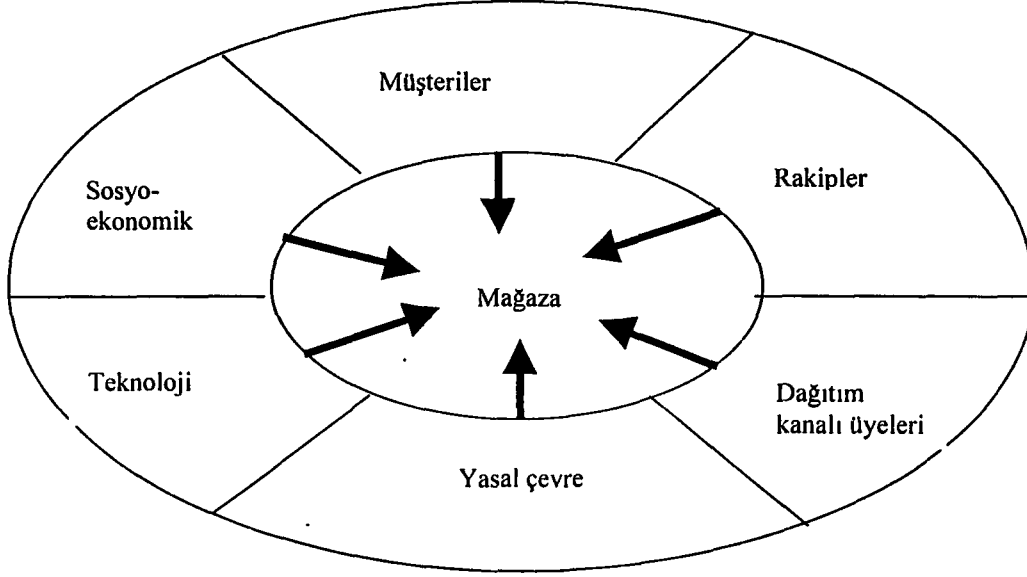 Müşteriler
Rakipler
Sosyo-
ekonomik
Mağaza
Teknoloji
Dağıtım
kanalı üyeleri
Yasal çevre